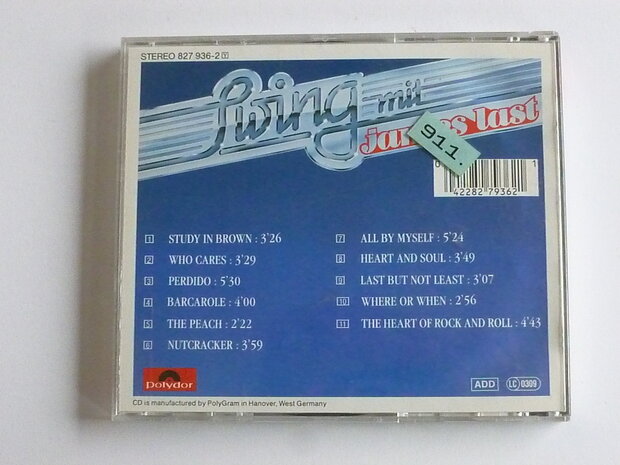 STEREO 827 936-2 Y
Swing mit
james last
911.
0
1
42282 79362
1 STUDY IN BROWN : 3'26
2 WHO CARES : 3'29
3 PERDIDO : 5'30
4 BARCAROLE : 4'00
5 THE PEACH : 2'22
6 NUTCRACKER : 3'59
7 ALL BY MYSELF : 5'24
8 HEART AND SOUL : 3'49
9 LAST BUT NOT LEAST : 3'07
10 WHERE OR WHEN : 2'56
11 THE HEART OF ROCK AND ROLL : 4'43
Polydor
ADD
LC 0309
CD is manufactured by PolyGram in Hanover, West Germany